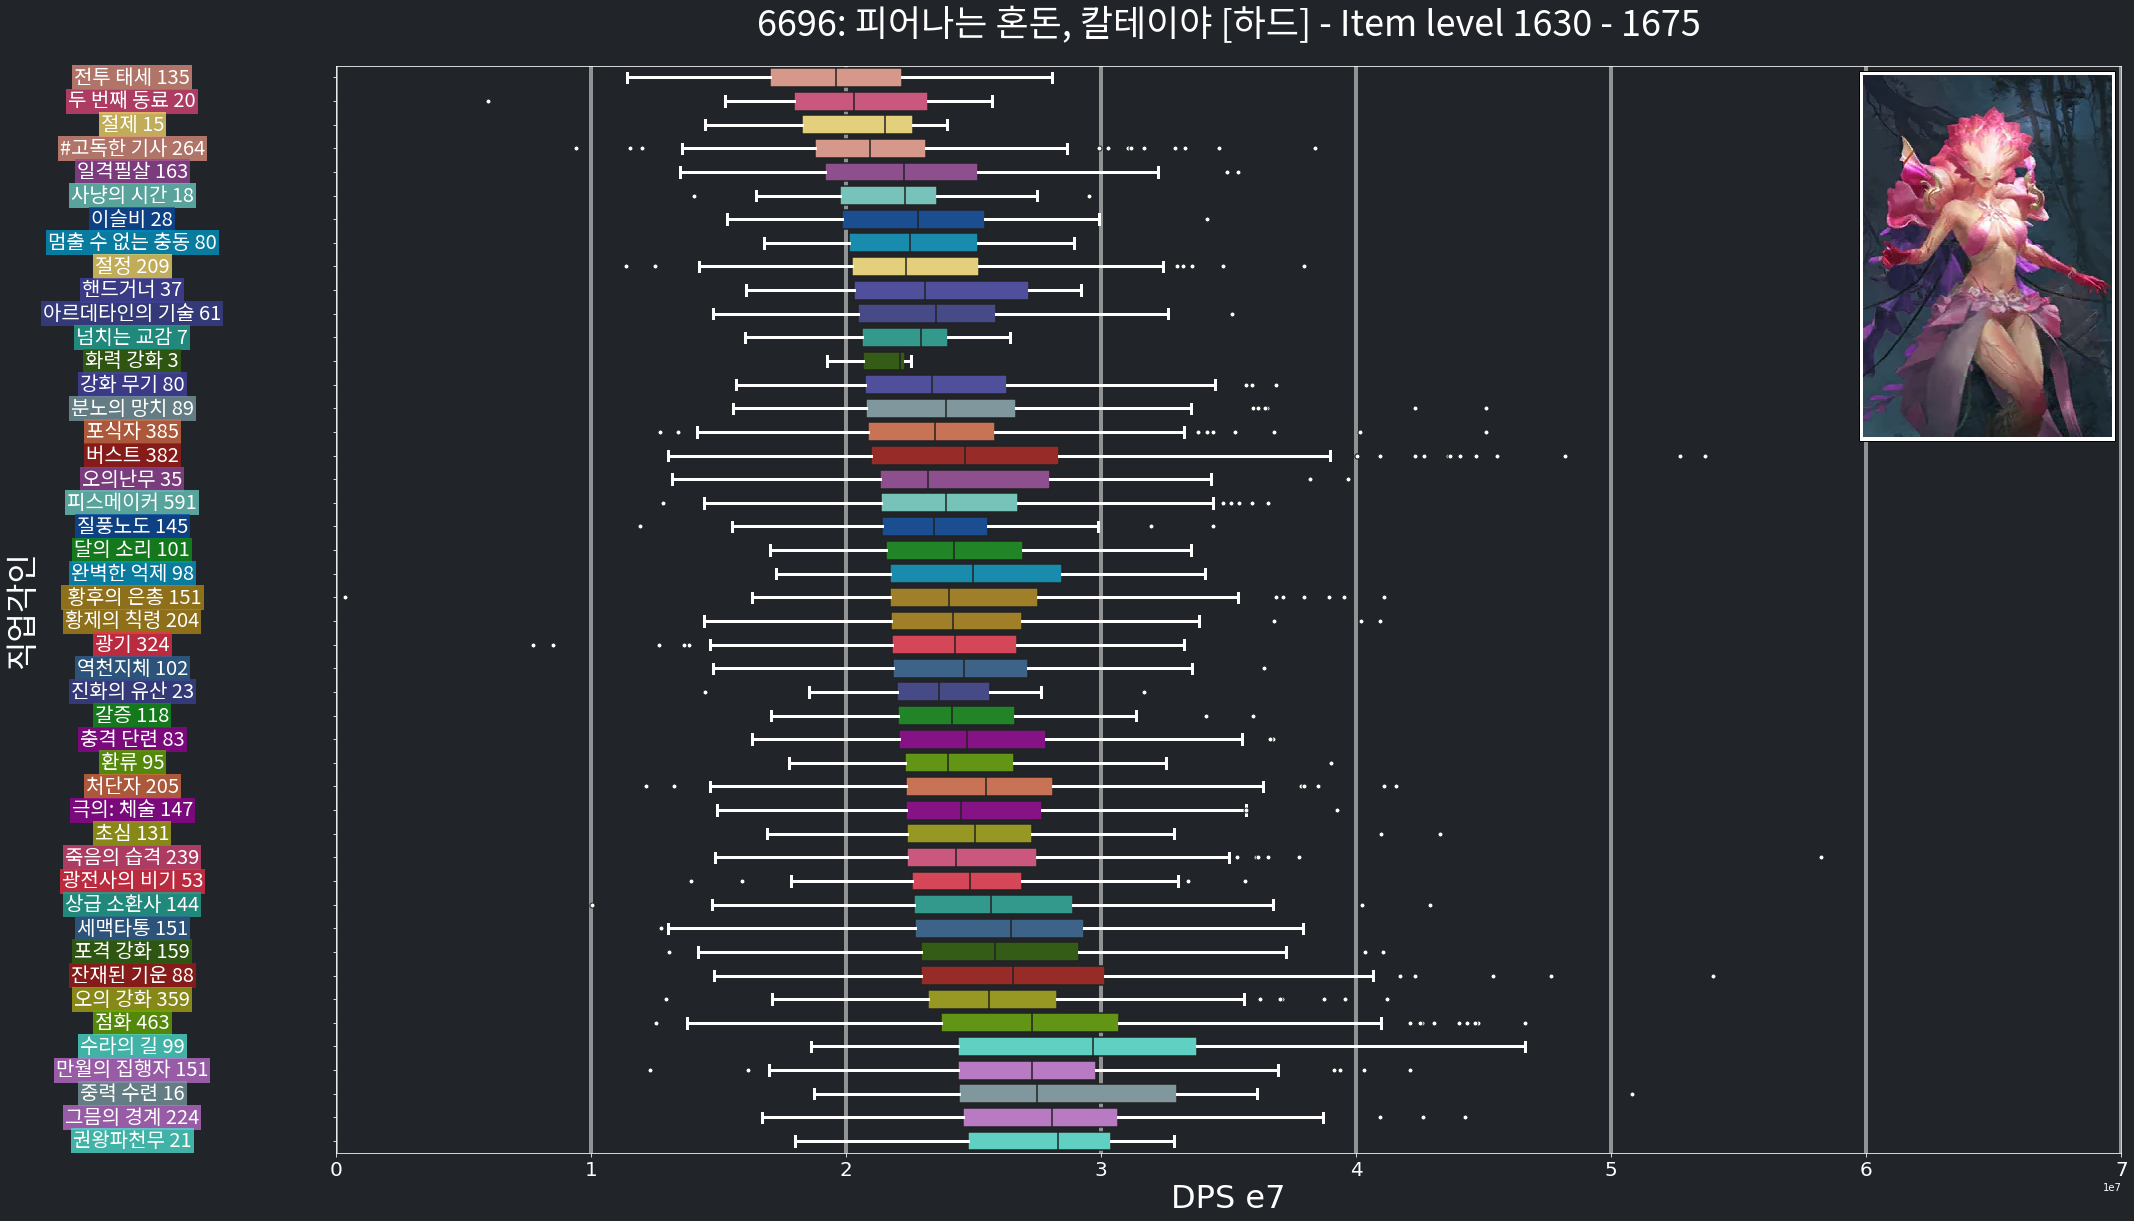 6696: 피어나는 혼돈, 칼테이야 [하드] - Item level 1630 - 1675
직업각인
전투 태세 135
두 번째 동료 20
절제 15
#고독한 기사 264
일격필살 163
사냥의 시간 18
이슬비 28
멈출 수 없는 충동 80
절정 209
핸드거너 37
아르데타인의 기술 61
넘치는 교감 7
화력 강화 3
강화 무기 80
분노의 망치 89
포식자 385
버스트 382
오의난무 35
피스메이커 591
질풍노도 145
달의 소리 101
완벽한 억제 98
황후의 은총 151
황제의 칙령 204
광기 324
역천지체 102
진화의 유산 23
갈증 118
충격 단련 83
환류 95
처단자 205
극의: 체술 147
초심 131
죽음의 습격 239
광전사의 비기 53
상급 소환사 144
세맥타통 151
포격 강화 159
잔재된 기운 88
오의 강화 359
점화 463
수라의 길 99
만월의 집행자 151
중력 수련 16
그믐의 경계 224
권왕파천무 21
0 1 2 3 4 5 6 7
1e7
DPS e7